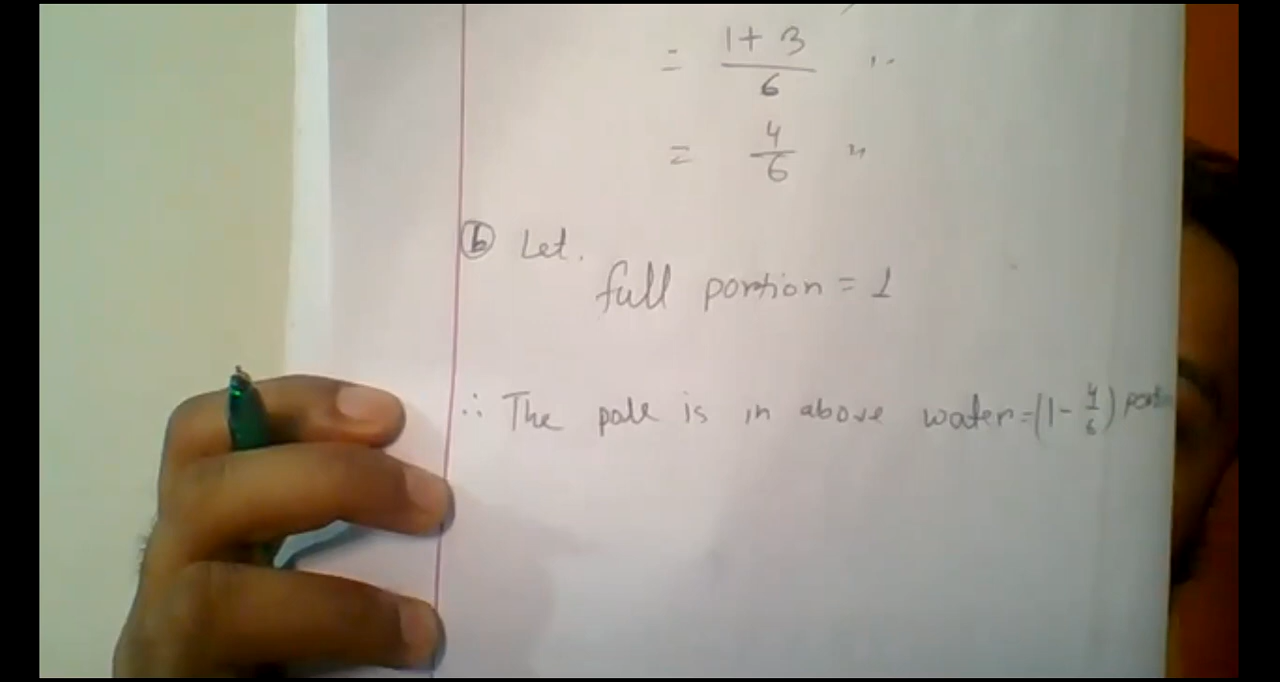 = 1+3/6 "
= 4/6 "
(b) Let.
full portion = 1
∴ The pole is in above water = (1 - 4/6)